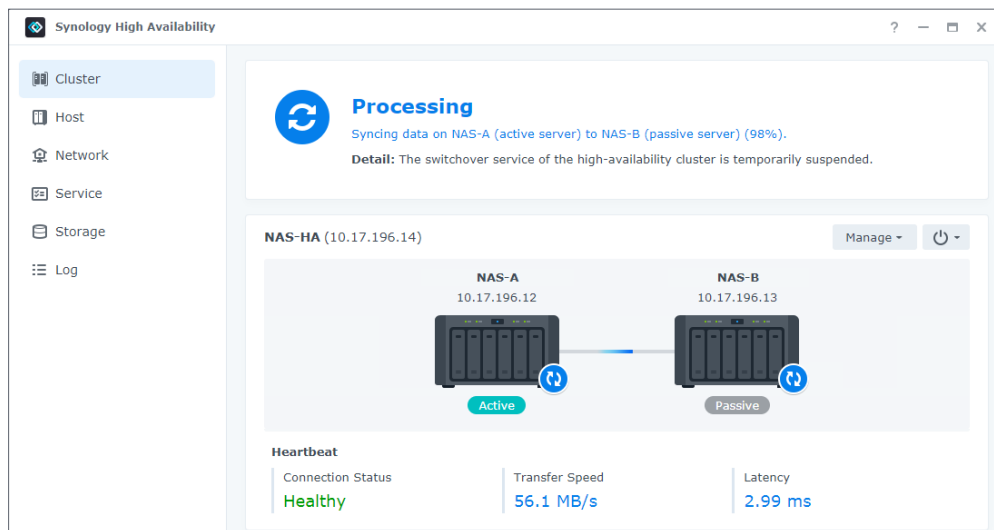 Synology High Availability
?
Cluster
Host
Network
Service
Storage
Log
Processing
Syncing data on NAS-A (active server) to NAS-B (passive server) (98%).
Detail: The switchover service of the high-availability cluster is temporarily suspended.
NAS-HA (10.17.196.14)
Manage
NAS-A
10.17.196.12
Active
NAS-B
10.17.196.13
Passive
Heartbeat
Connection Status
Healthy
Transfer Speed
56.1 MB/s
Latency
2.99 ms